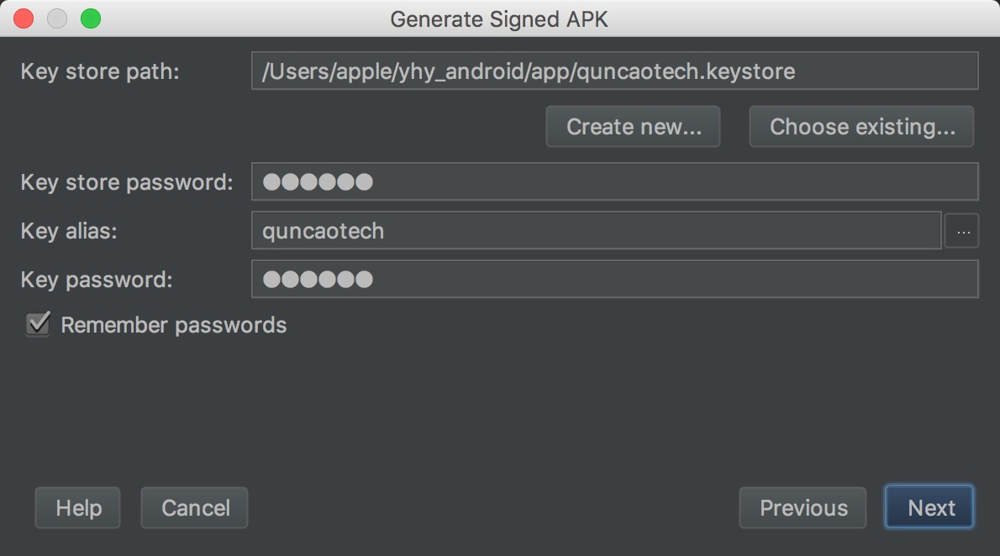 Generate Signed APK
Key store path: /Users/apple/yhy_android/app/quncaotech.keystore
Create new... Choose existing...
Key store password: ●●●●●●
Key alias: quncaotech ...
Key password: ●●●●●●
Remember passwords
Help Cancel Previous Next